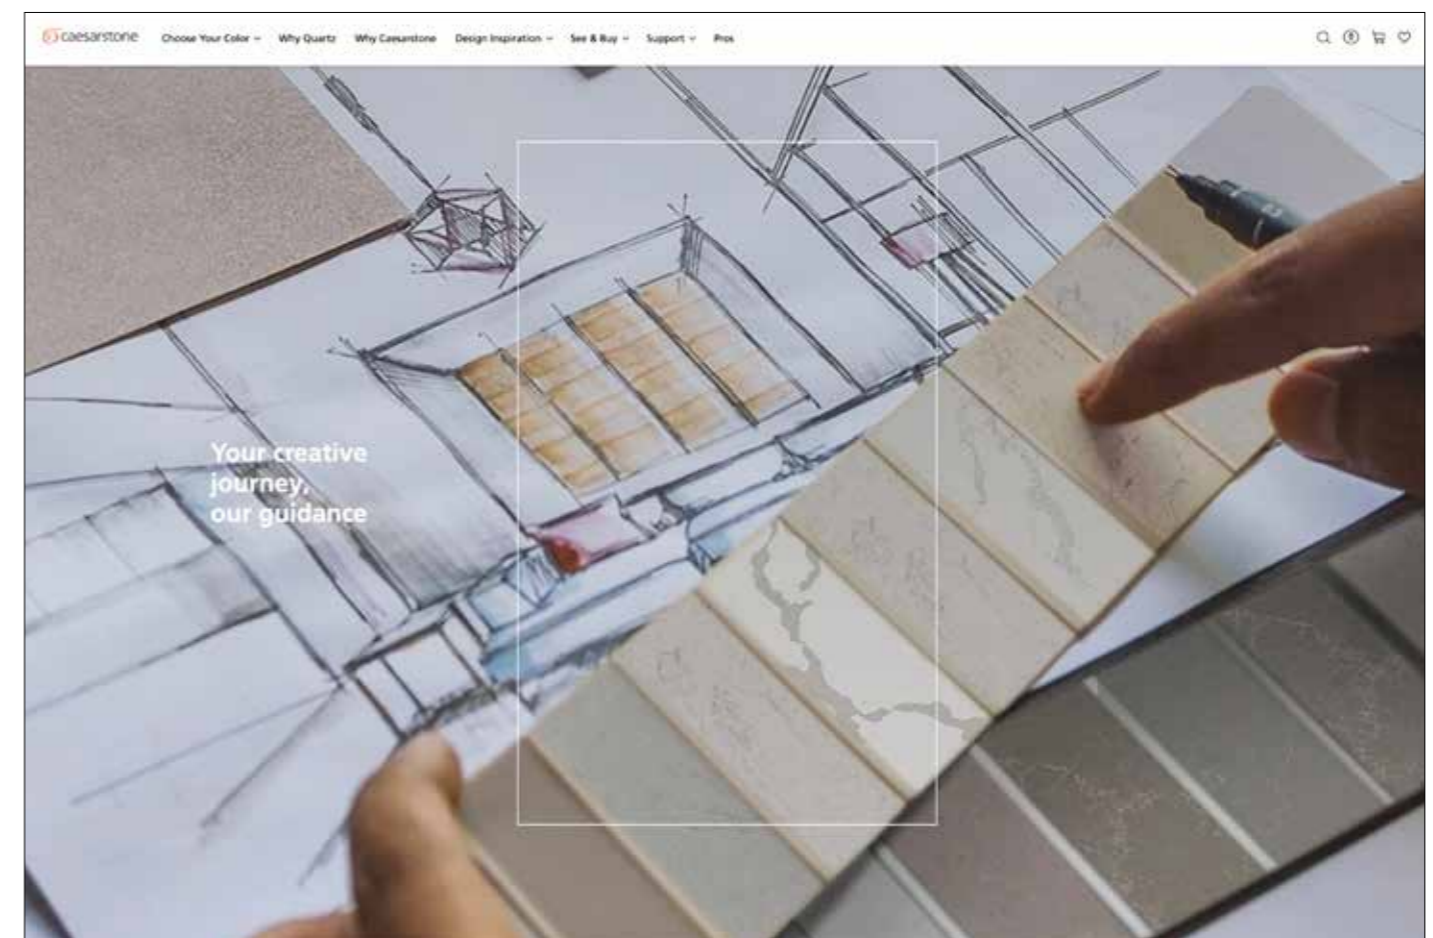 caesarstone
Choose Your Color
Why Quartz
Why Caesarstone
Design Inspiration
See & Buy
Support
Pros
Your creative
journey,
our guidance